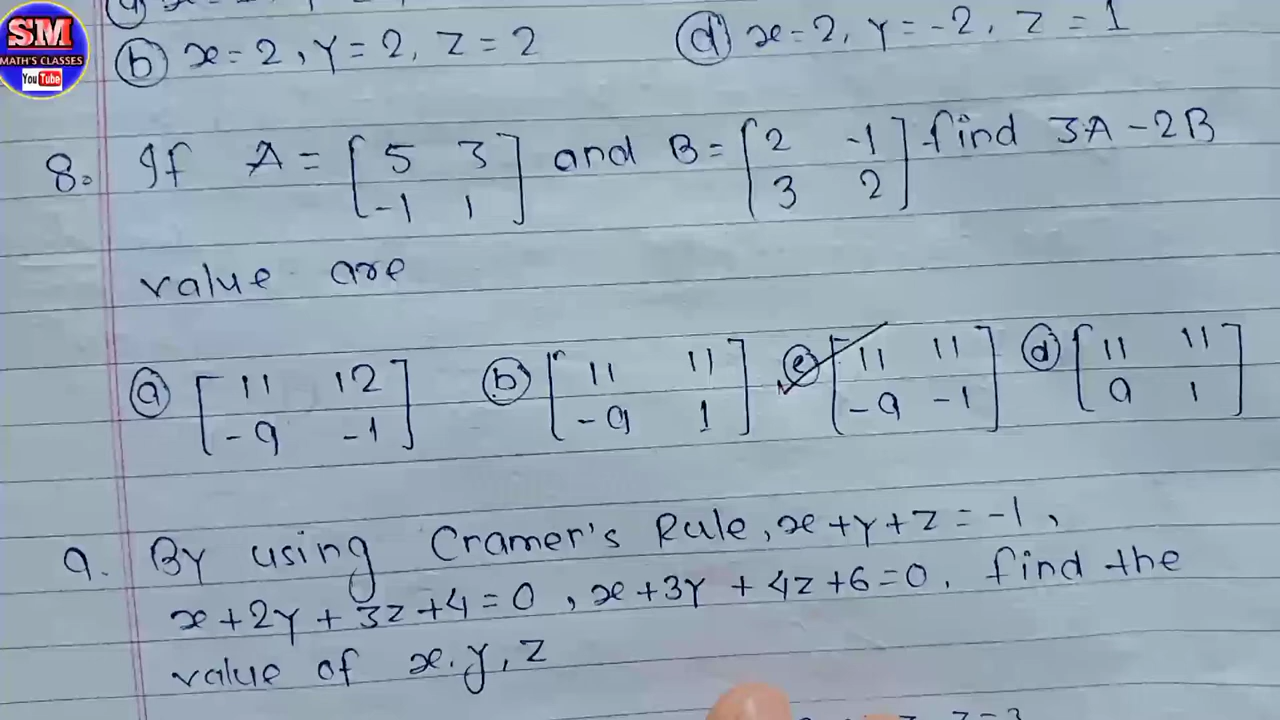 SM
MATH'S CLASSES
YouTube
(b) x=2, y=2, z=2 (d) x=2, y=-2, z=1
8. If A = [5 3 and B = [2 -1 find 3A-2B
-1 1] 3 2]
value are
(a) [11 12 (b) [11 11 (c) [11 11 (d) [11 11
-9 -1] -9 1] -9 -1] 9 1]
9. By using Cramer's Rule, x+y+z=-1,
x+2y+3z+4=0, x+3y+4z+6=0. find the
value of x.y,z